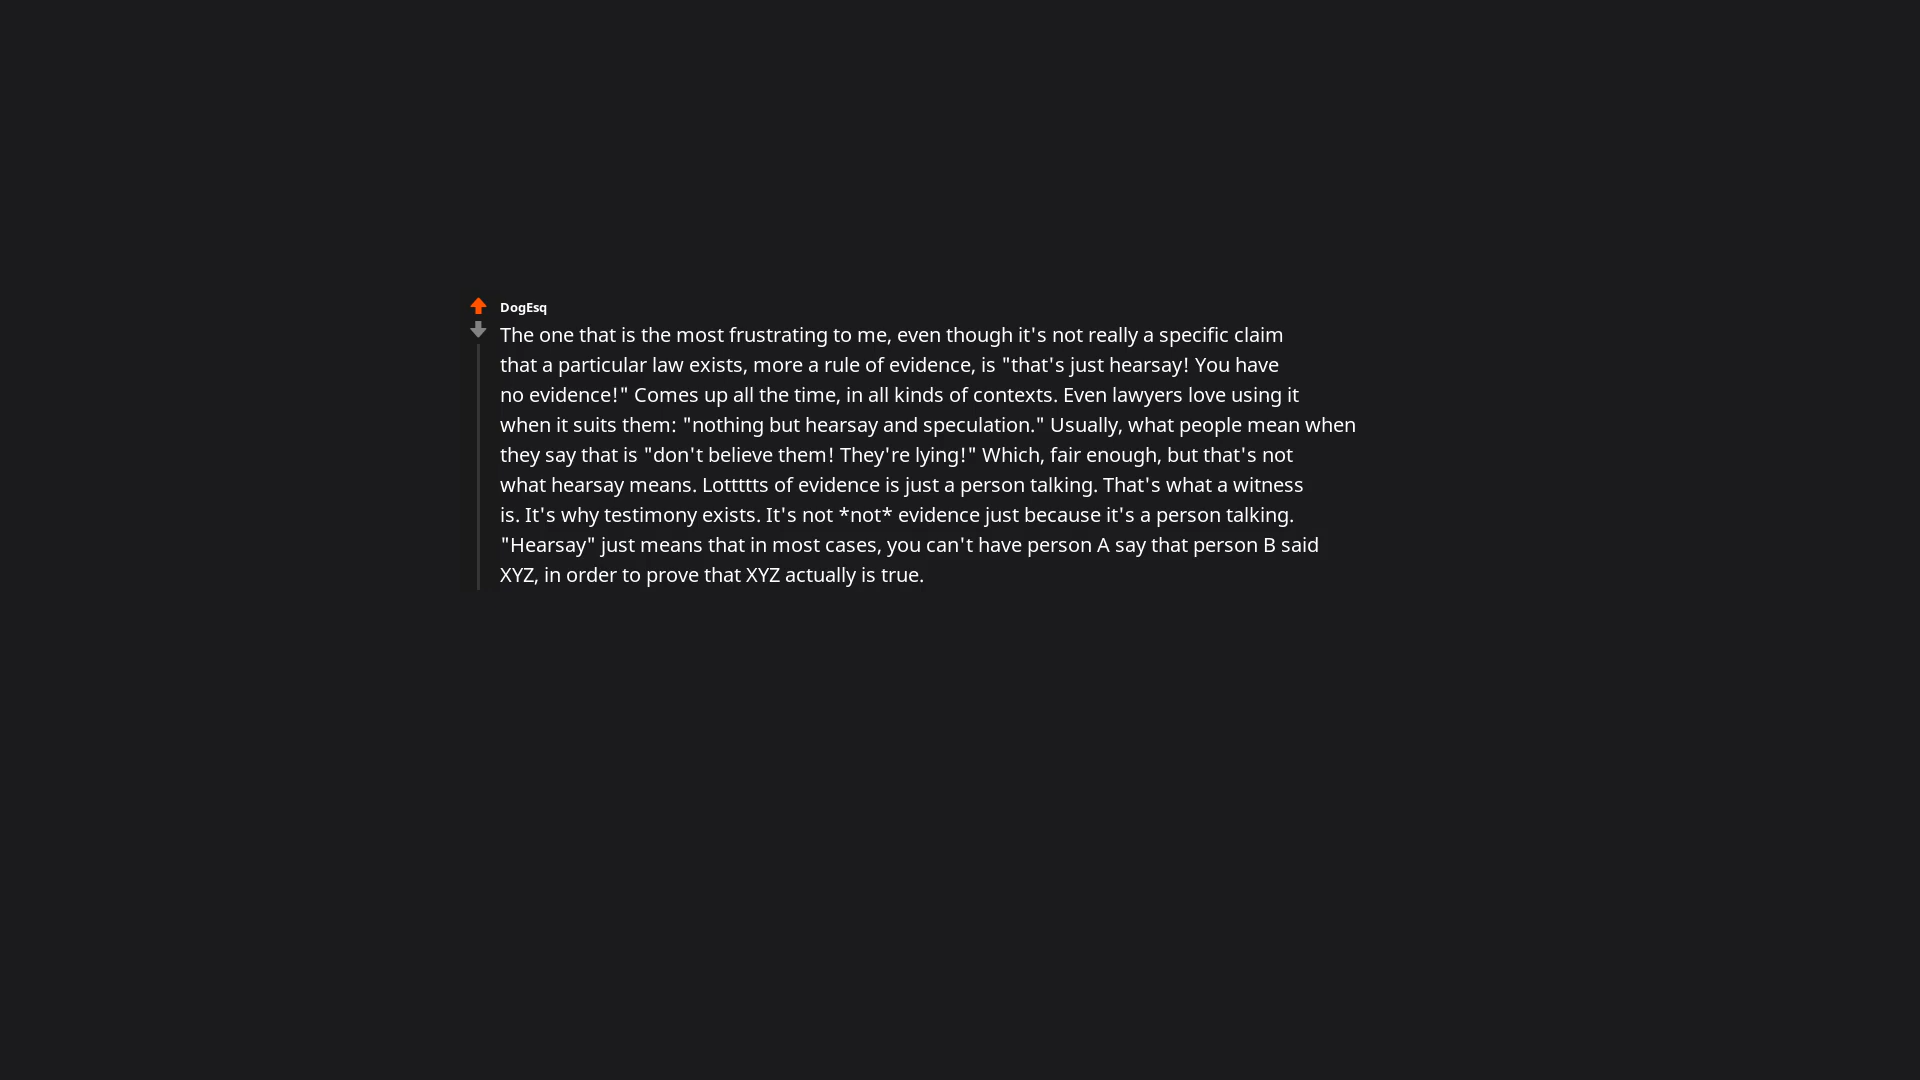 DogEsq
The one that is the most frustrating to me, even though it's not really a specific claim
that a particular law exists, more a rule of evidence, is "that's just hearsay! You have
no evidence!" Comes up all the time, in all kinds of contexts. Even lawyers love using it
when it suits them: "nothing but hearsay and speculation." Usually, what people mean when
they say that is "don't believe them! They're lying!" Which, fair enough, but that's not
what hearsay means. Lottttts of evidence is just a person talking. That's what a witness
is. It's why testimony exists. It's not *not* evidence just because it's a person talking.
"Hearsay" just means that in most cases, you can't have person A say that person B said
XYZ, in order to prove that XYZ actually is true.